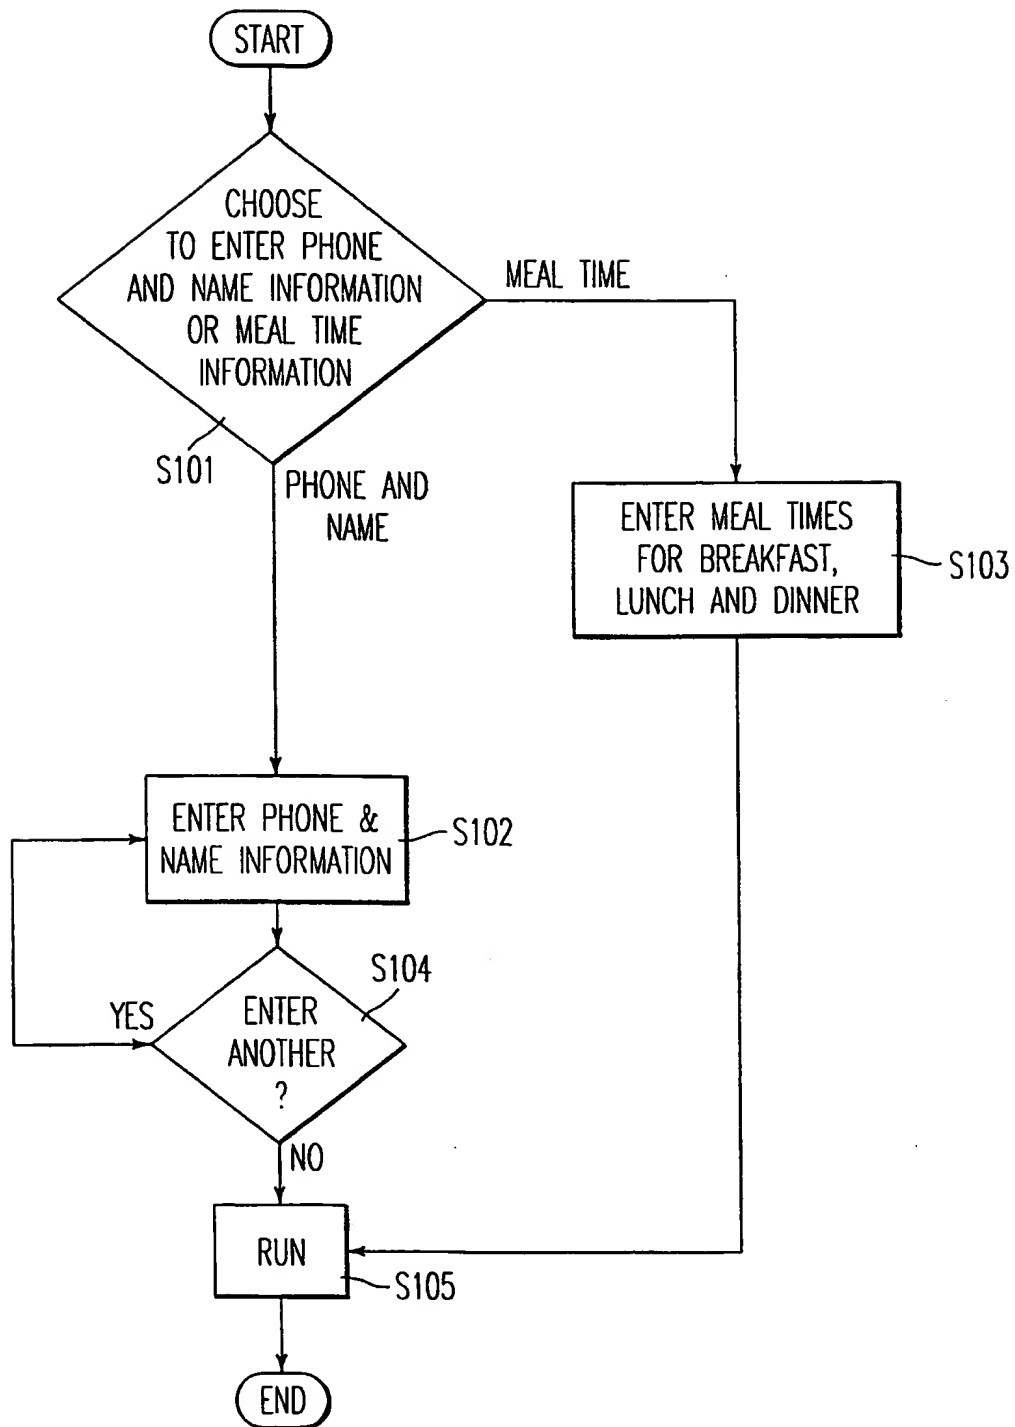 START
CHOOSE
TO ENTER PHONE
AND NAME INFORMATION
OR MEAL TIME
INFORMATION
S101
MEAL TIME
PHONE AND
NAME
ENTER MEAL TIMES
FOR BREAKFAST,
LUNCH AND DINNER
S103
ENTER PHONE &
NAME INFORMATION
S102
S104
YES
ENTER
ANOTHER
?
NO
RUN
S105
END